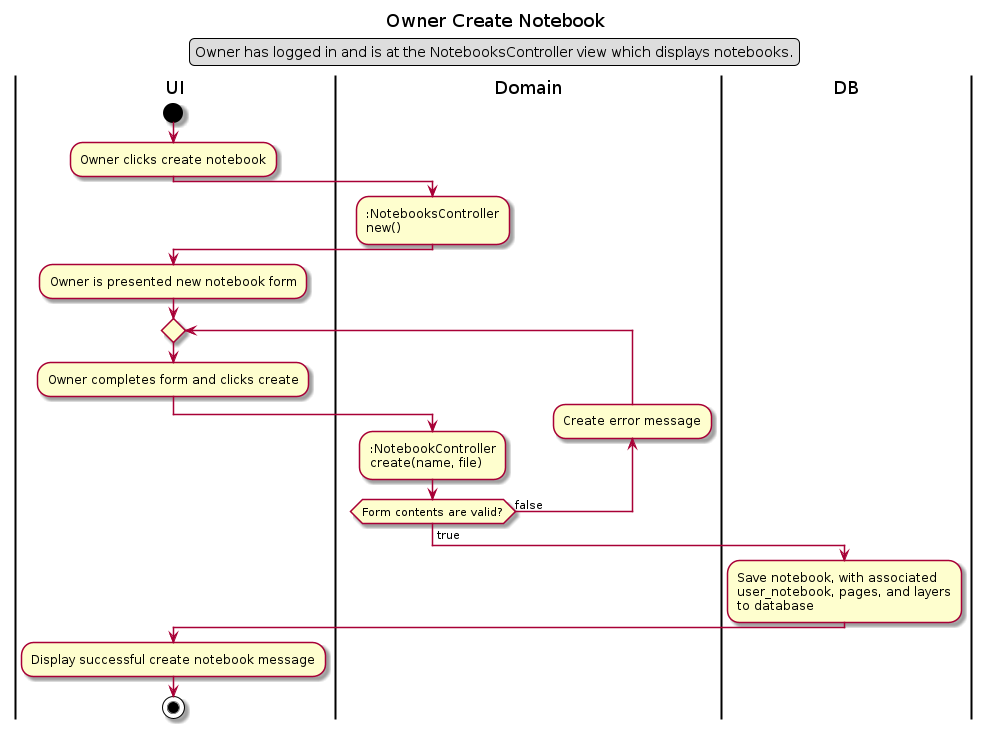 Owner Create Notebook
Owner has logged in and is at the NotebooksController view which displays notebooks.
UI
Domain
DB
Owner clicks create notebook
:NotebooksController
new()
Owner is presented new notebook form
Owner completes form and clicks create
Create error message
:NotebookController
create(name, file)
Form contents are valid?
false
true
Save notebook, with associated
user_notebook, pages, and layers
to database
Display successful create notebook message